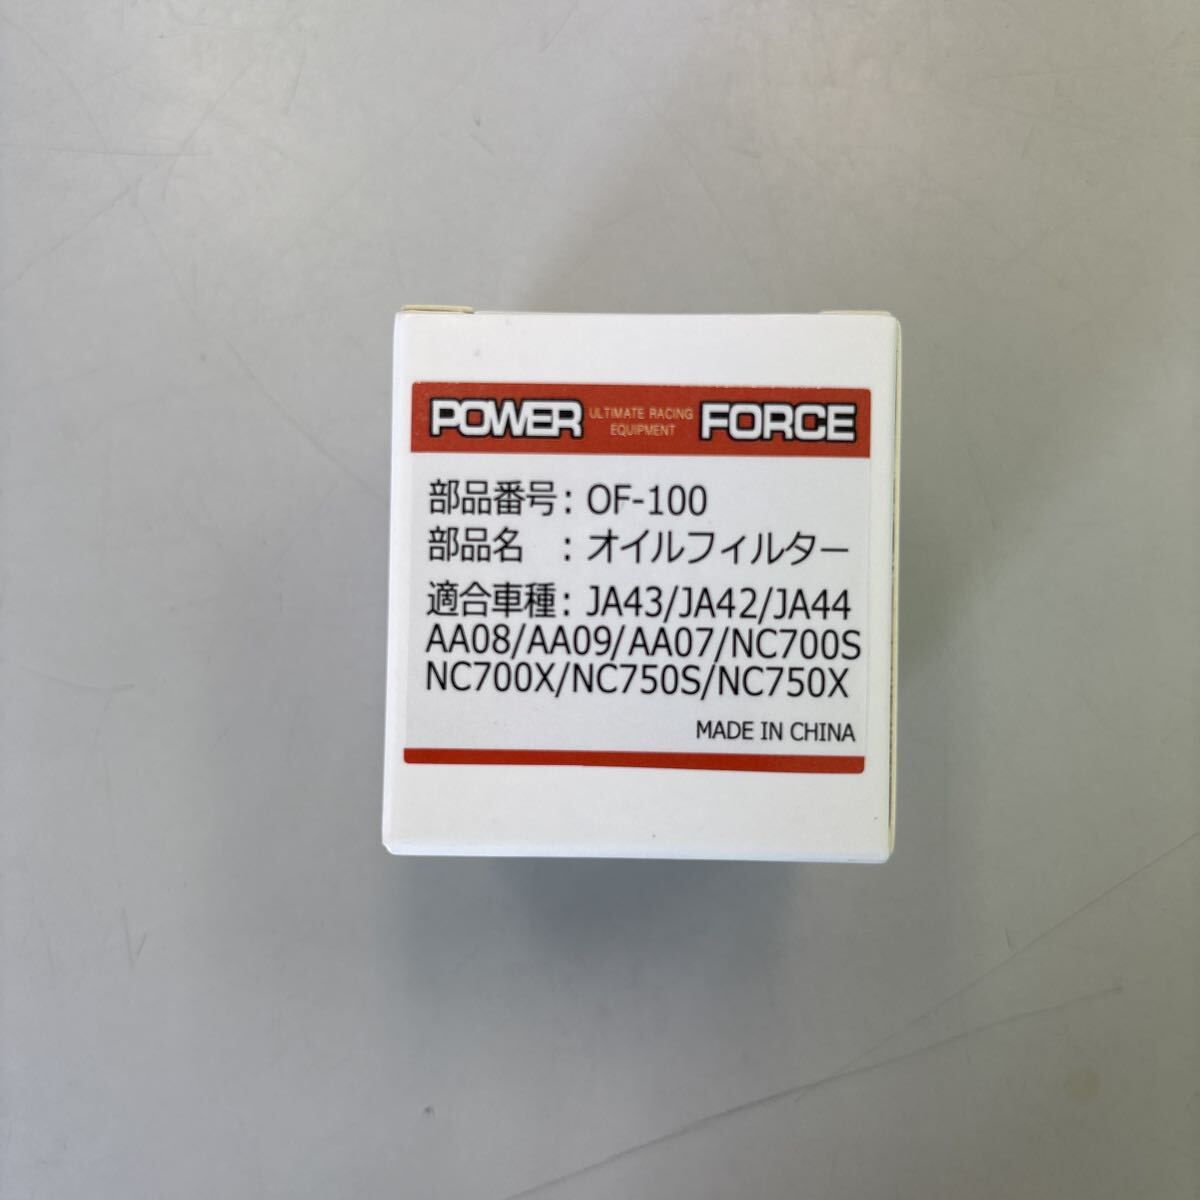 POWER ULTIMATE RACING EQUIPMENT FORCE
部品番号：OF-100
部品名　：オイルフィルター
適合車種：JA43/JA42/JA44
AA08/AA09/AA07/NC700S
NC700X/NC750S/NC750X
MADE IN CHINA